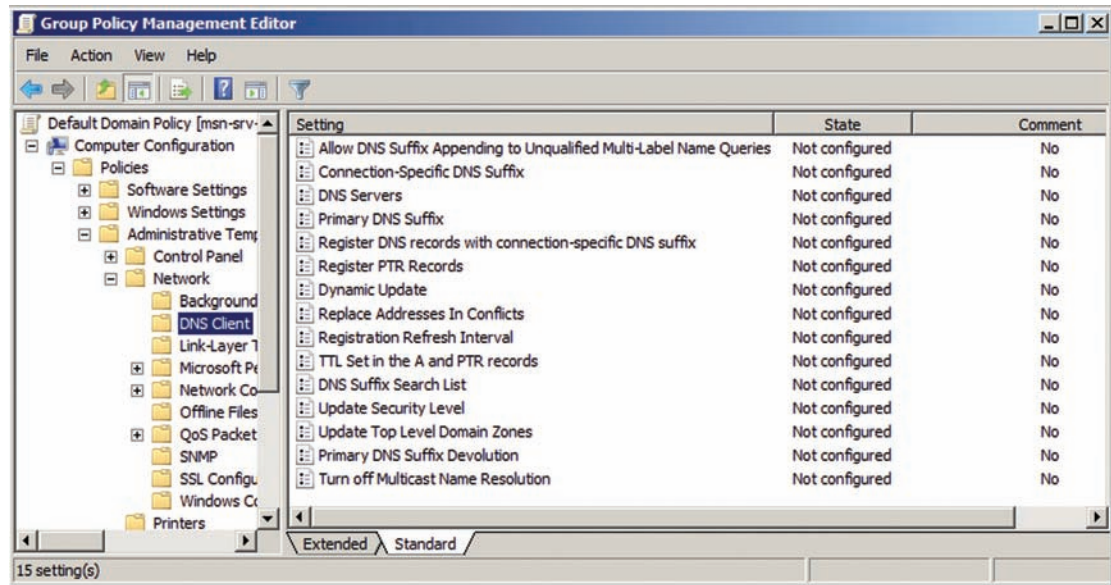 Group Policy Management Editor
File Action View Help
Default Domain Policy [msn-srv-
Computer Configuration
Policies
Software Settings
Windows Settings
Administrative Temp
Control Panel
Network
Background
DNS Client
Link-Layer T
Microsoft Pe
Network Co
Offline Files
QoS Packet
SNMP
SSL Configu
Windows Co
Printers
Setting State Comment
Allow DNS Suffix Appending to Unqualified Multi-Label Name Queries Not configured No
Connection-Specific DNS Suffix Not configured No
DNS Servers Not configured No
Primary DNS Suffix Not configured No
Register DNS records with connection-specific DNS suffix Not configured No
Register PTR Records Not configured No
Dynamic Update Not configured No
Replace Addresses In Conflicts Not configured No
Registration Refresh Interval Not configured No
TTL Set in the A and PTR records Not configured No
DNS Suffix Search List Not configured No
Update Security Level Not configured No
Update Top Level Domain Zones Not configured No
Primary DNS Suffix Devolution Not configured No
Turn off Multicast Name Resolution Not configured No
Extended Standard
15 setting(s)